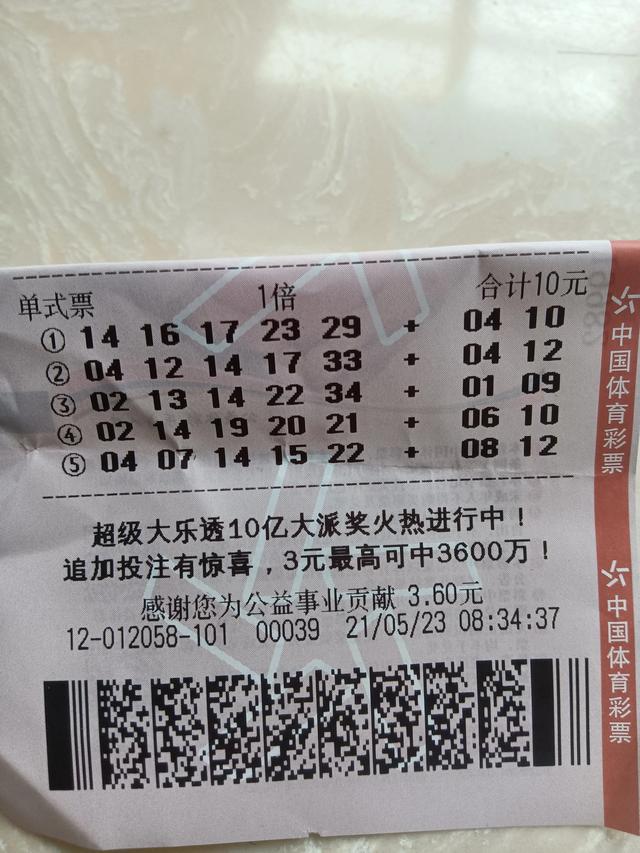 单式票 1倍 合计10元
① 14 16 17 23 29 + 04 10
② 04 12 14 17 33 + 04 12
③ 02 13 14 22 34 + 01 09
④ 02 14 19 20 21 + 06 10
⑤ 04 07 14 15 22 + 08 12
超级大乐透10亿大派奖火热进行中！
追加投注有惊喜，3元最高可中3600万！
感谢您为公益事业贡献 3.60元
12-012058-101 00039 21/05/23 08:34:37
中国体育彩票
中国体育彩票